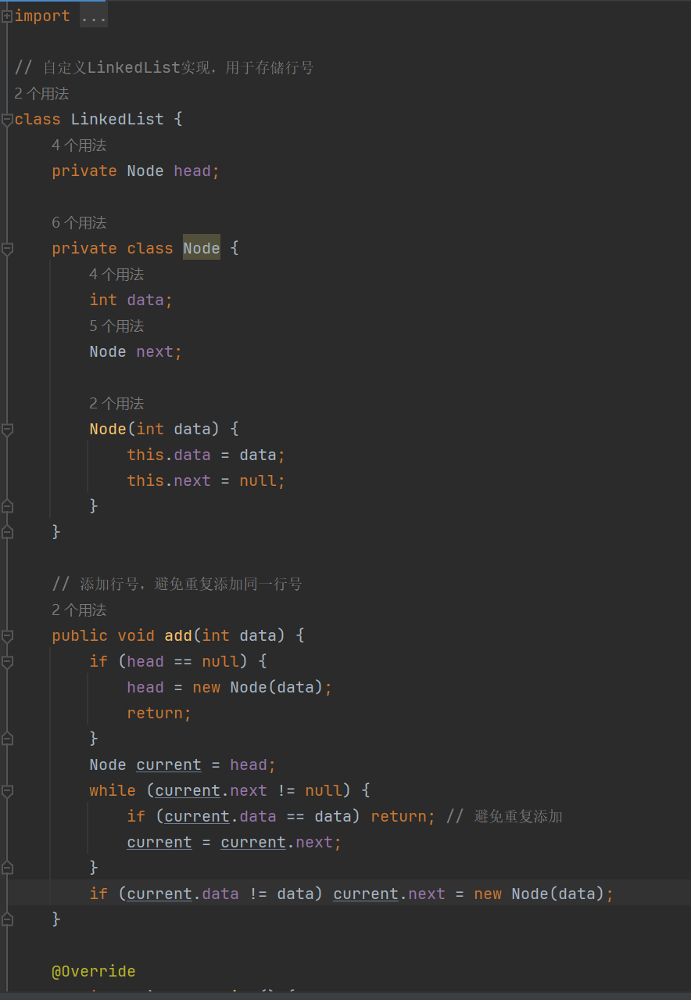 import ...
// 自定义LinkedList实现，用于存储行号
2 个用法
class LinkedList {
4 个用法
private Node head;
6 个用法
private class Node {
4 个用法
int data;
5 个用法
Node next;
2 个用法
Node(int data) {
this.data = data;
this.next = null;
}
}
// 添加行号，避免重复添加同一行号
2 个用法
public void add(int data) {
if (head == null) {
head = new Node(data);
return;
}
Node current = head;
while (current.next != null) {
if (current.data == data) return; // 避免重复添加
current = current.next;
}
if (current.data != data) current.next = new Node(data);
}
@Override